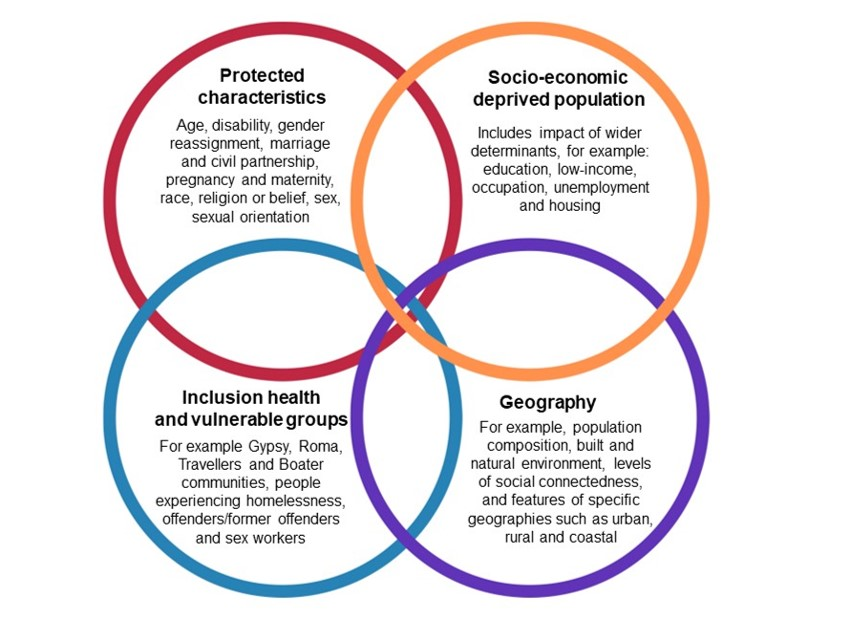 Protected
characteristics
Age, disability, gender
reassignment, marriage
and civil partnership,
pregnancy and maternity,
race, religion or belief, sex,
sexual orientation
Socio-economic
deprived population
Includes impact of wider
determinants, for example:
education, low-income,
occupation, unemployment
and housing
Inclusion health
and vulnerable groups
For example Gypsy, Roma,
Travellers and Boater
communities, people
experiencing homelessness,
offenders/former offenders
and sex workers
Geography
For example, population
composition, built and
natural environment, levels
of social connectedness,
and features of specific
geographies such as urban,
rural and coastal